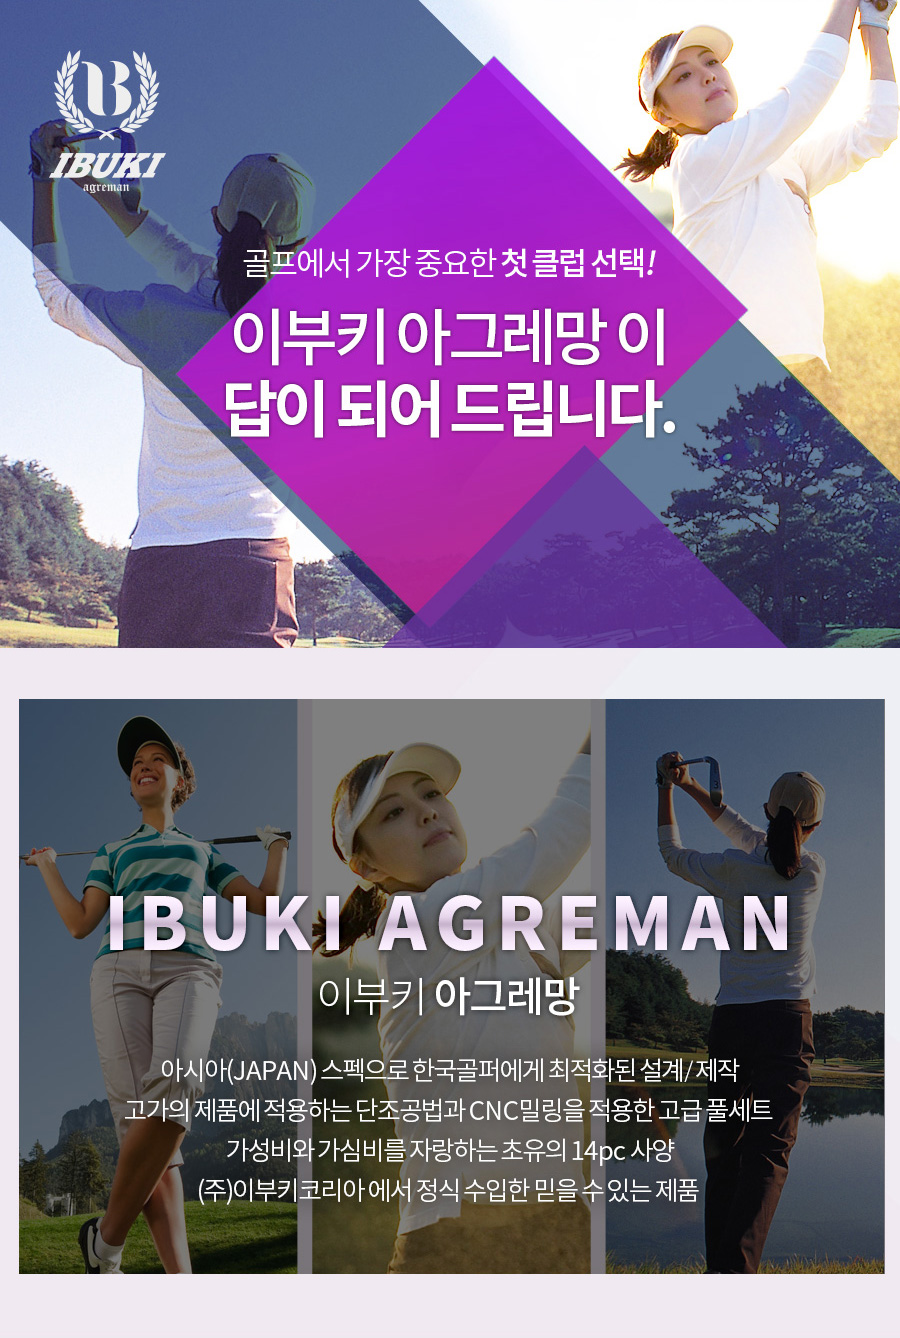 B
IBUKI
agreman
골프에서 가장 중요한 첫 클럽 선택!
이부키 아그레망 이
답이 되어 드립니다.
IBUKI AGREMAN
이부키 아그레망
아시아(JAPAN) 스펙으로 한국골퍼에게 최적화된 설계/제작
고가의 제품에 적용하는 단조공법과 CNC밀링을 적용한 고급 풀세트
가성비와 가심비를 자랑하는 초유의 14pc 사양
(주)이부키코리아 에서 정식 수입한 믿을 수 있는 제품